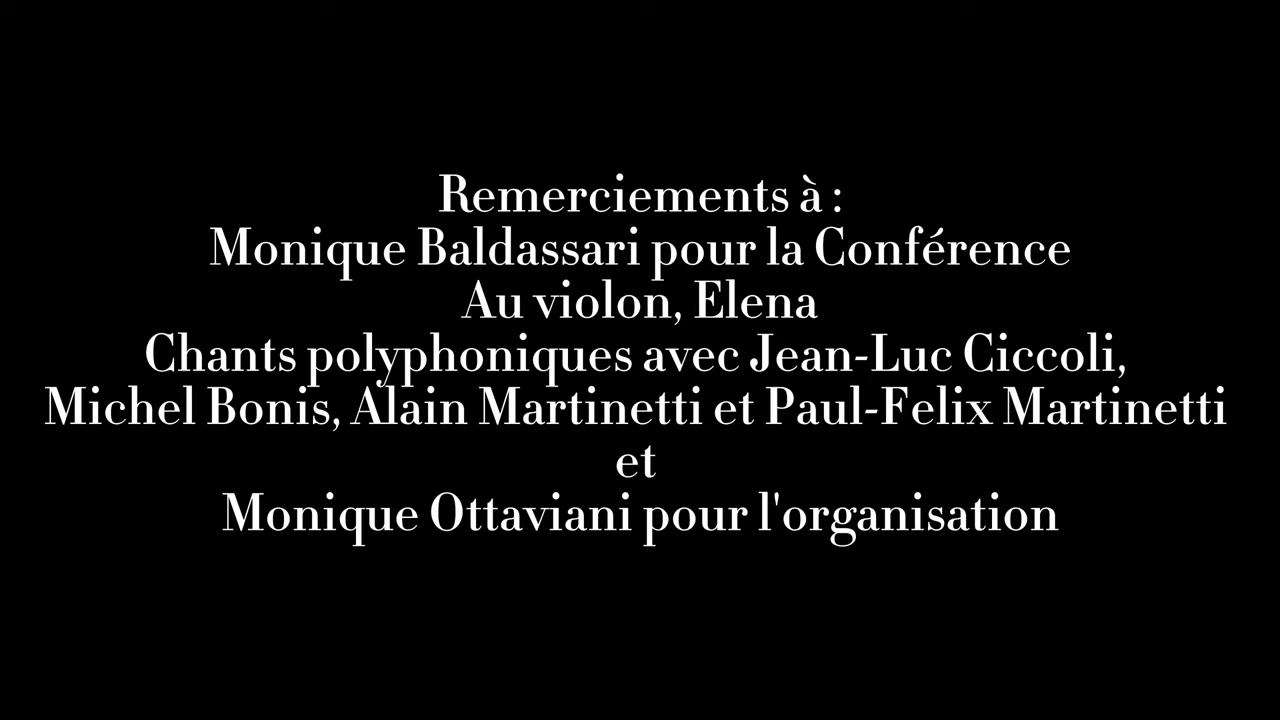 Remerciements à :
Monique Baldassari pour la Conférence
Au violon, Elena
Chants polyphoniques avec Jean-Luc Ciccoli,
Michel Bonis, Alain Martinetti et Paul-Felix Martinetti
et
Monique Ottaviani pour l'organisation